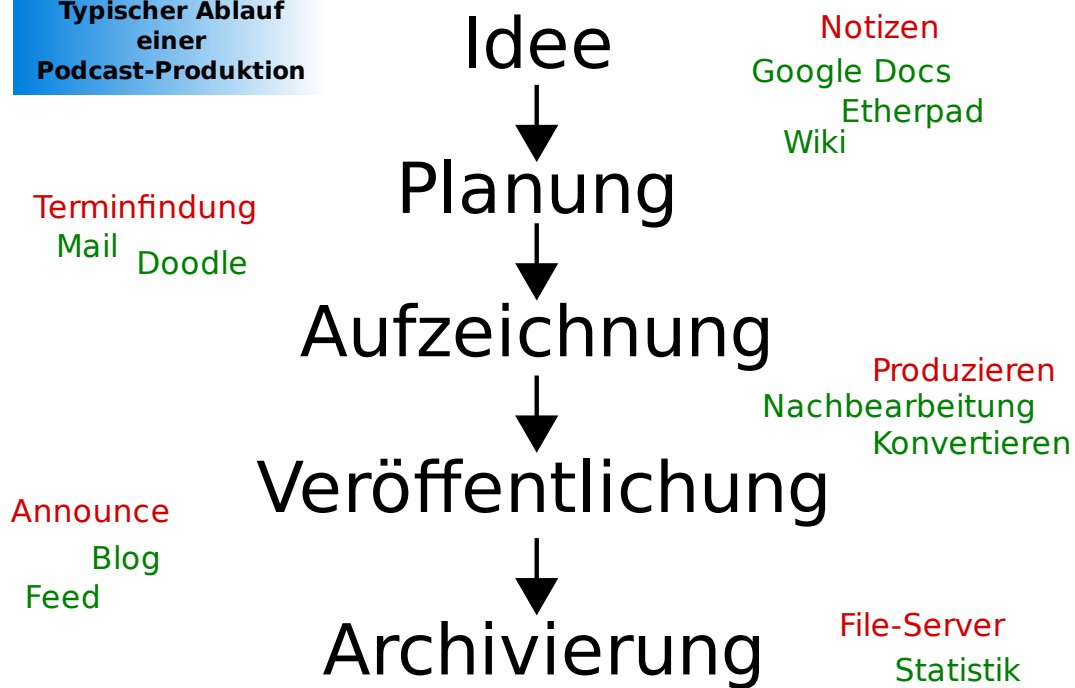 Typischer Ablauf
einer
Podcast-Produktion
Idee
Notizen
Google Docs
Etherpad
Wiki
Planung
Terminfindung
Mail
Doodle
Aufzeichnung
Produzieren
Nachbearbeitung
Konvertieren
Veröffentlichung
Announce
Blog
Feed
Archivierung
File-Server
Statistik